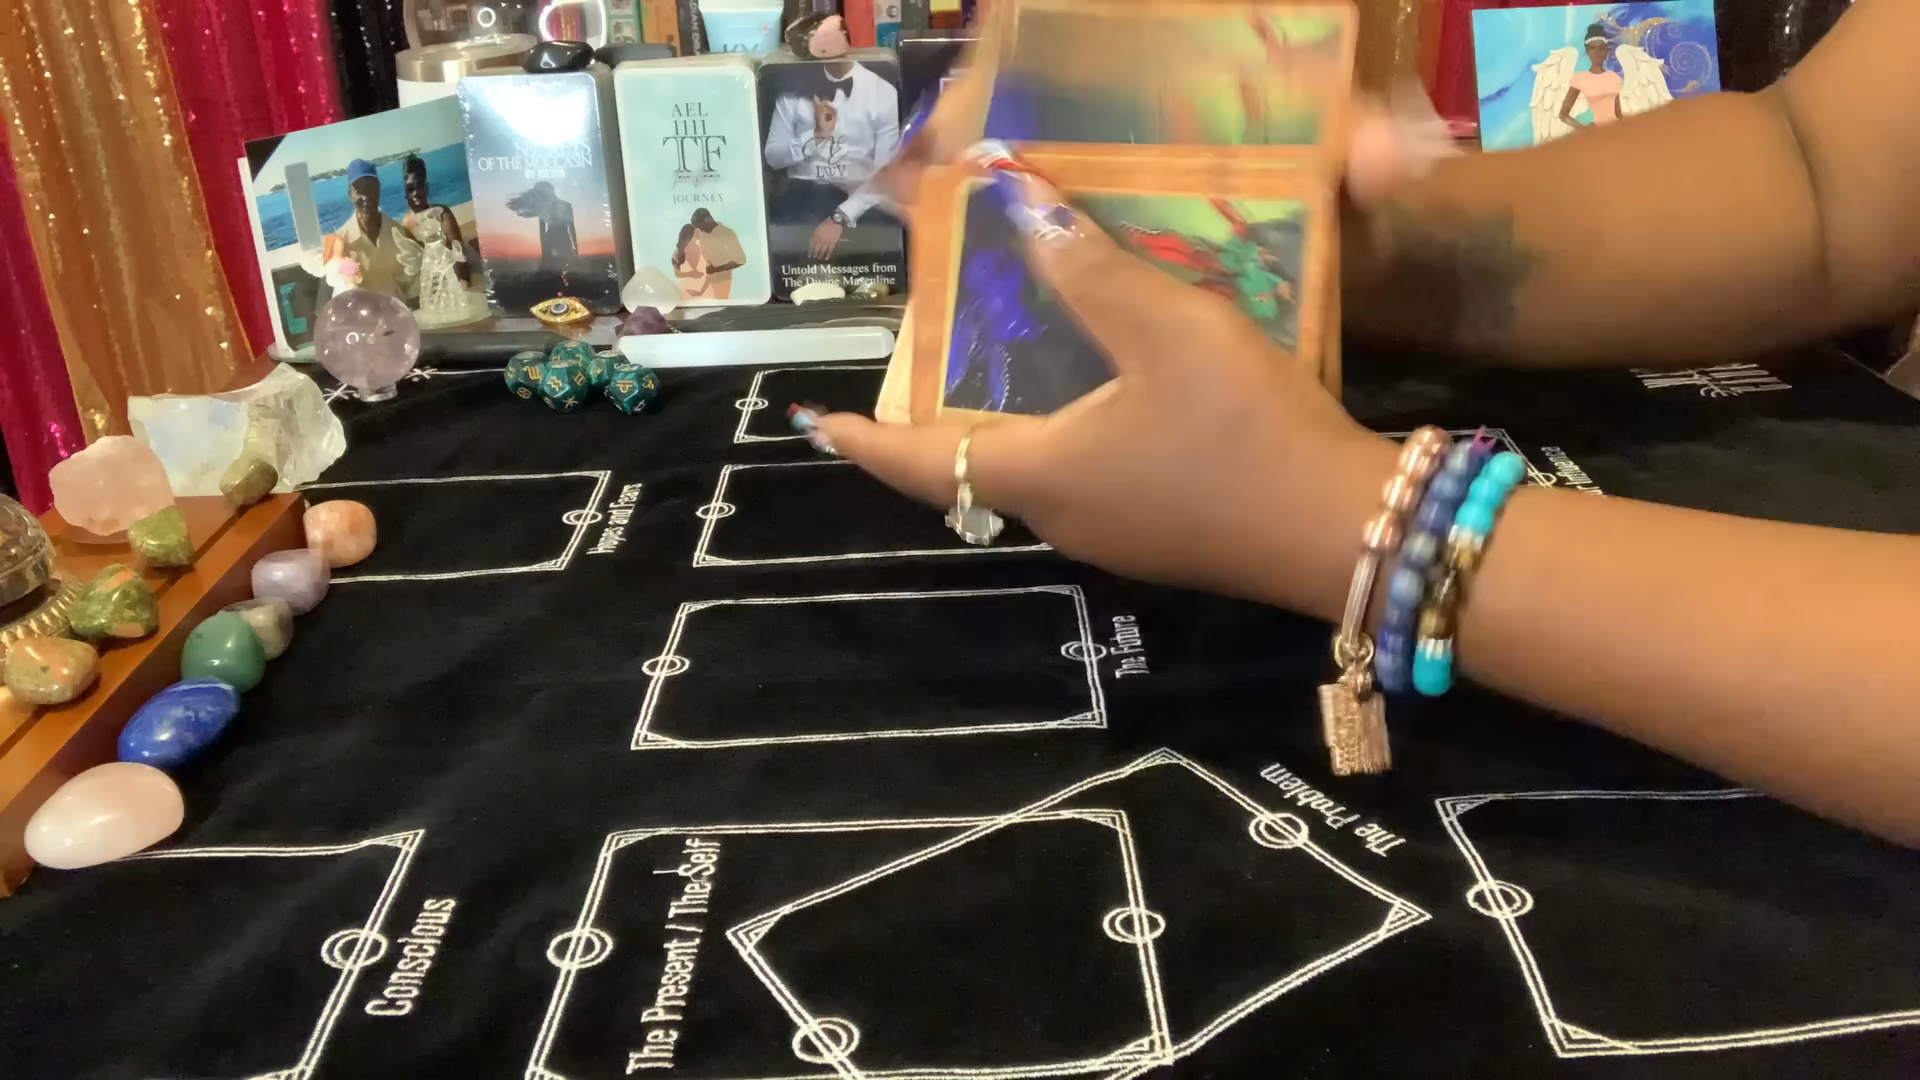 OF THE MOCCASIN
AEL
1111
TF
JOURNEY
LUV
Untold Messages from
The Divine Masculine
Hopes and Fears
The Future
The Problem
The Present / The Self
Conscious